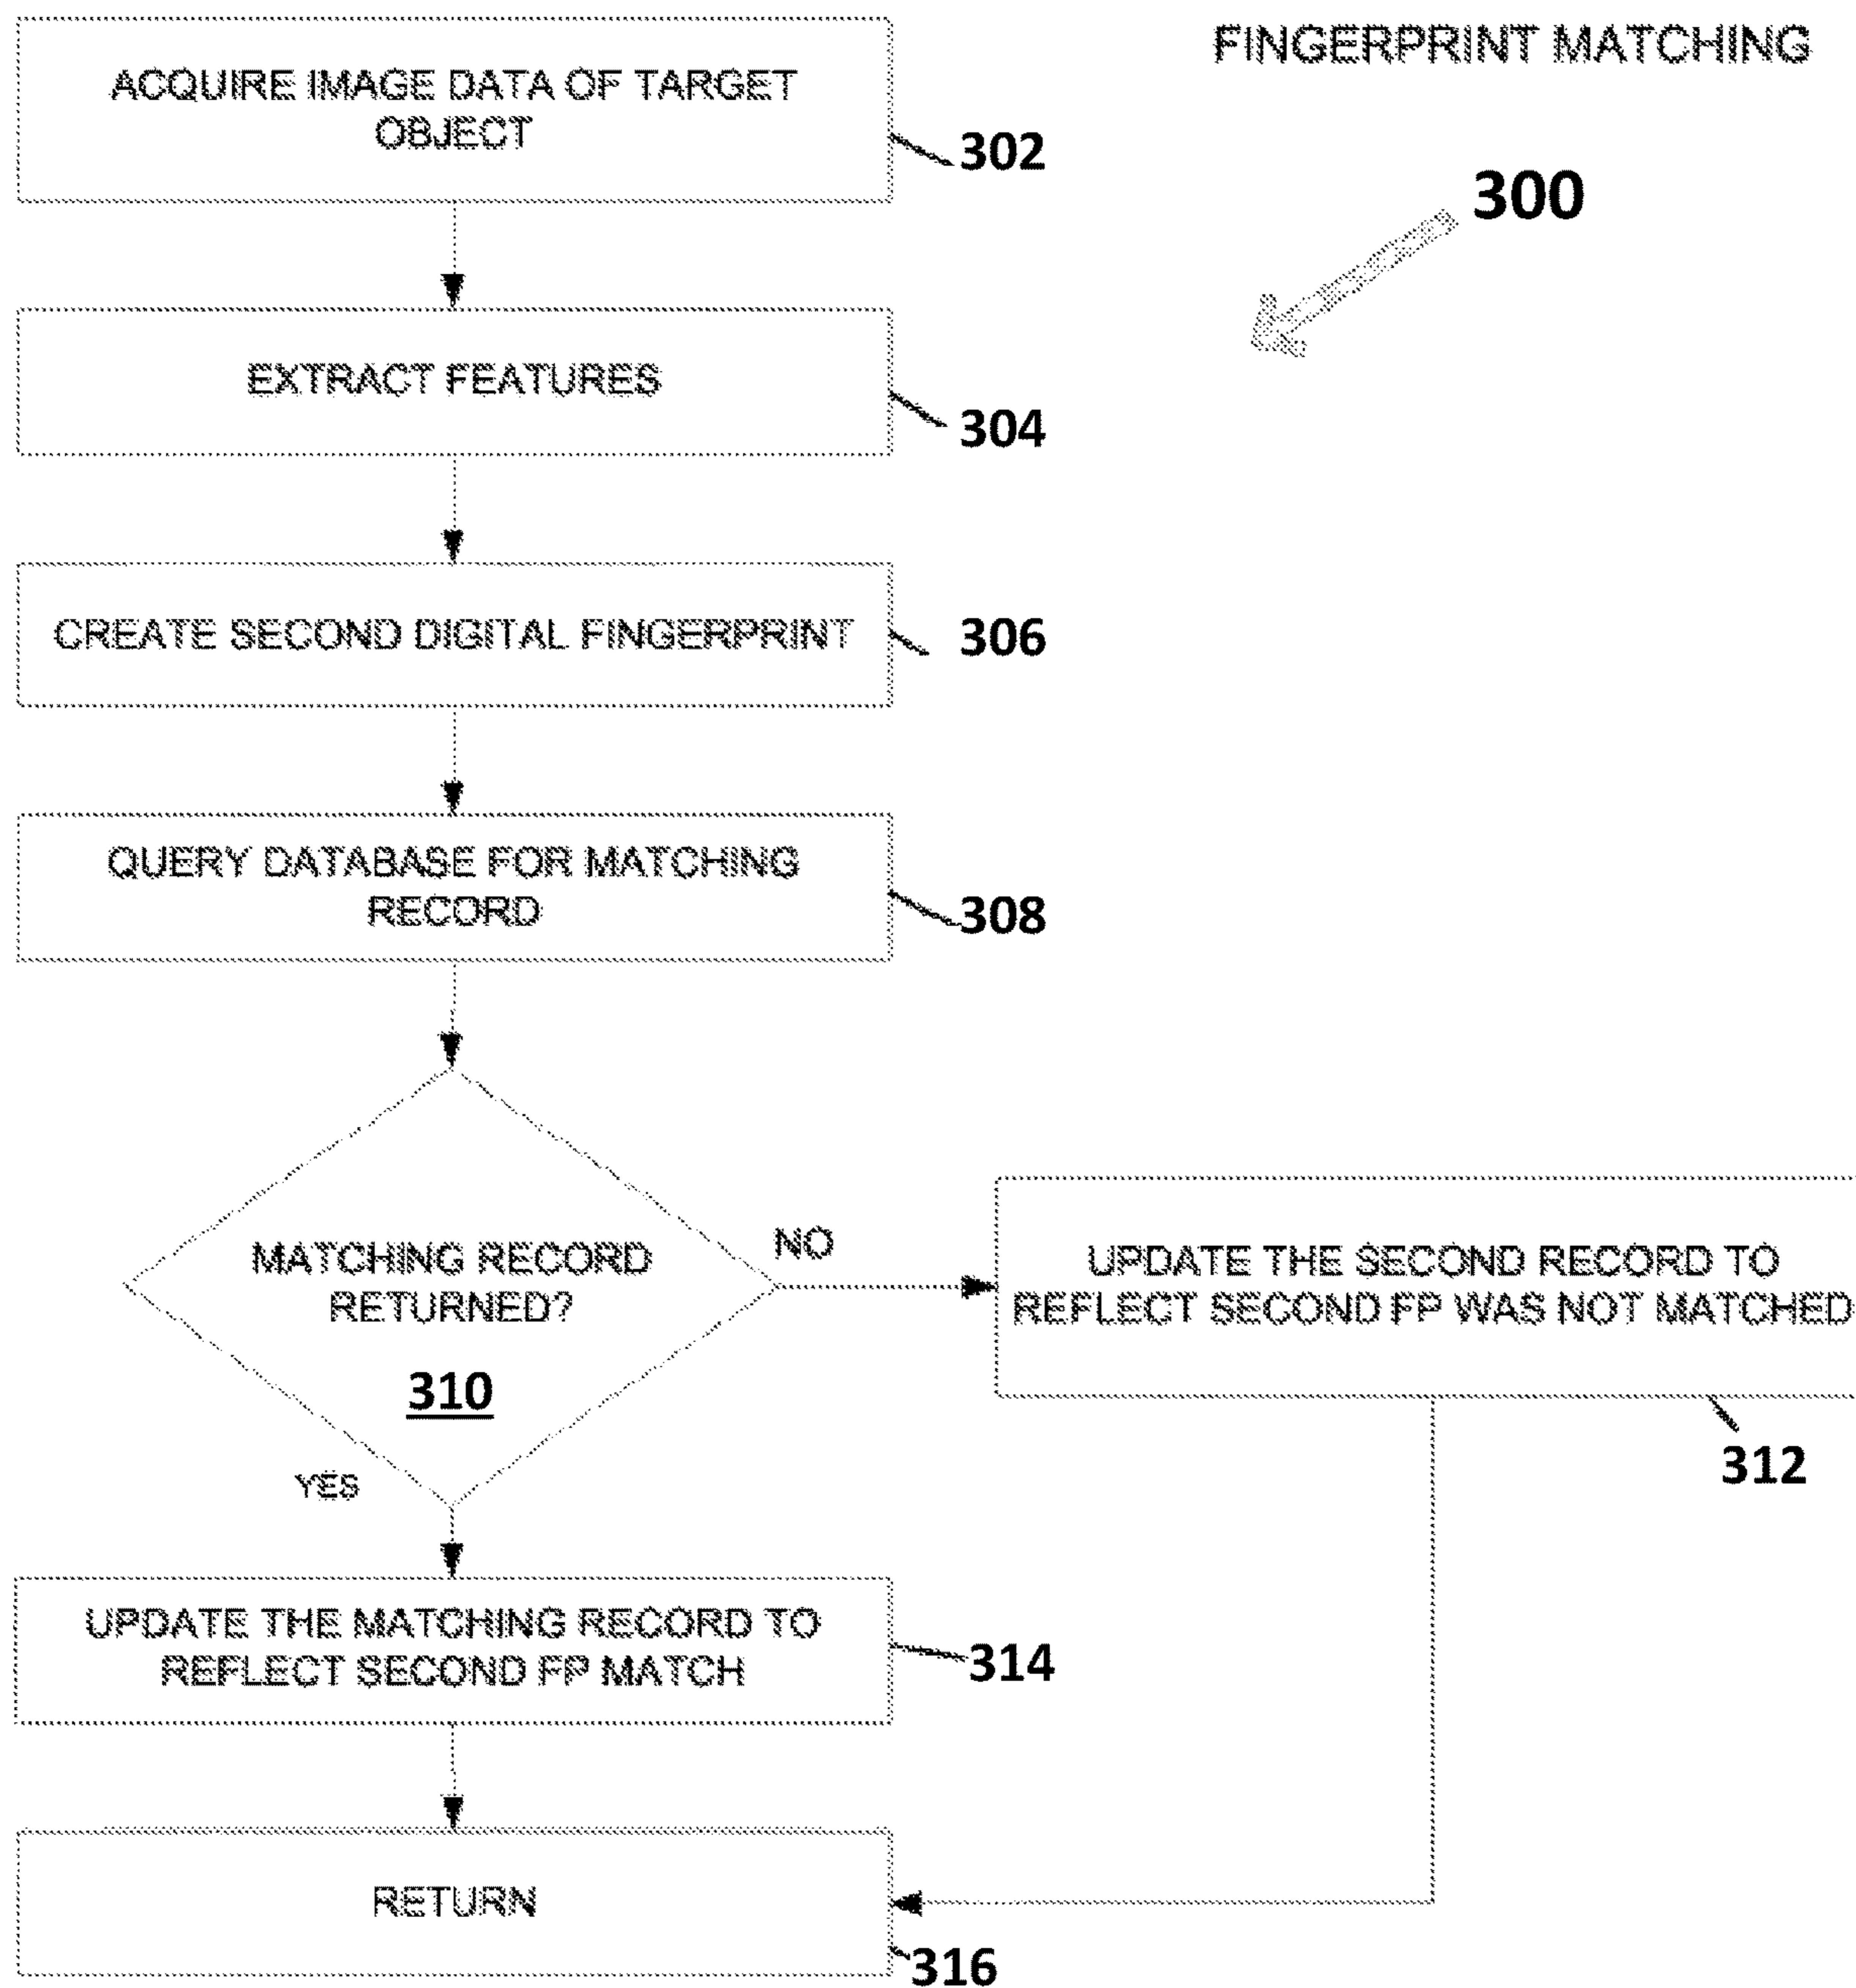 FINGERPRINT MATCHING
300
ACQUIRE IMAGE DATA OF TARGET
OBJECT
302
EXTRACT FEATURES
304
CREATE SECOND DIGITAL FINGERPRINT
306
QUERY DATABASE FOR MATCHING
RECORD
308
MATCHING RECORD
RETURNED?
310
NO
UPDATE THE SECOND RECORD TO
REFLECT SECOND FP WAS NOT MATCHED
312
YES
UPDATE THE MATCHING RECORD TO
REFLECT SECOND FP MATCH
314
RETURN
316